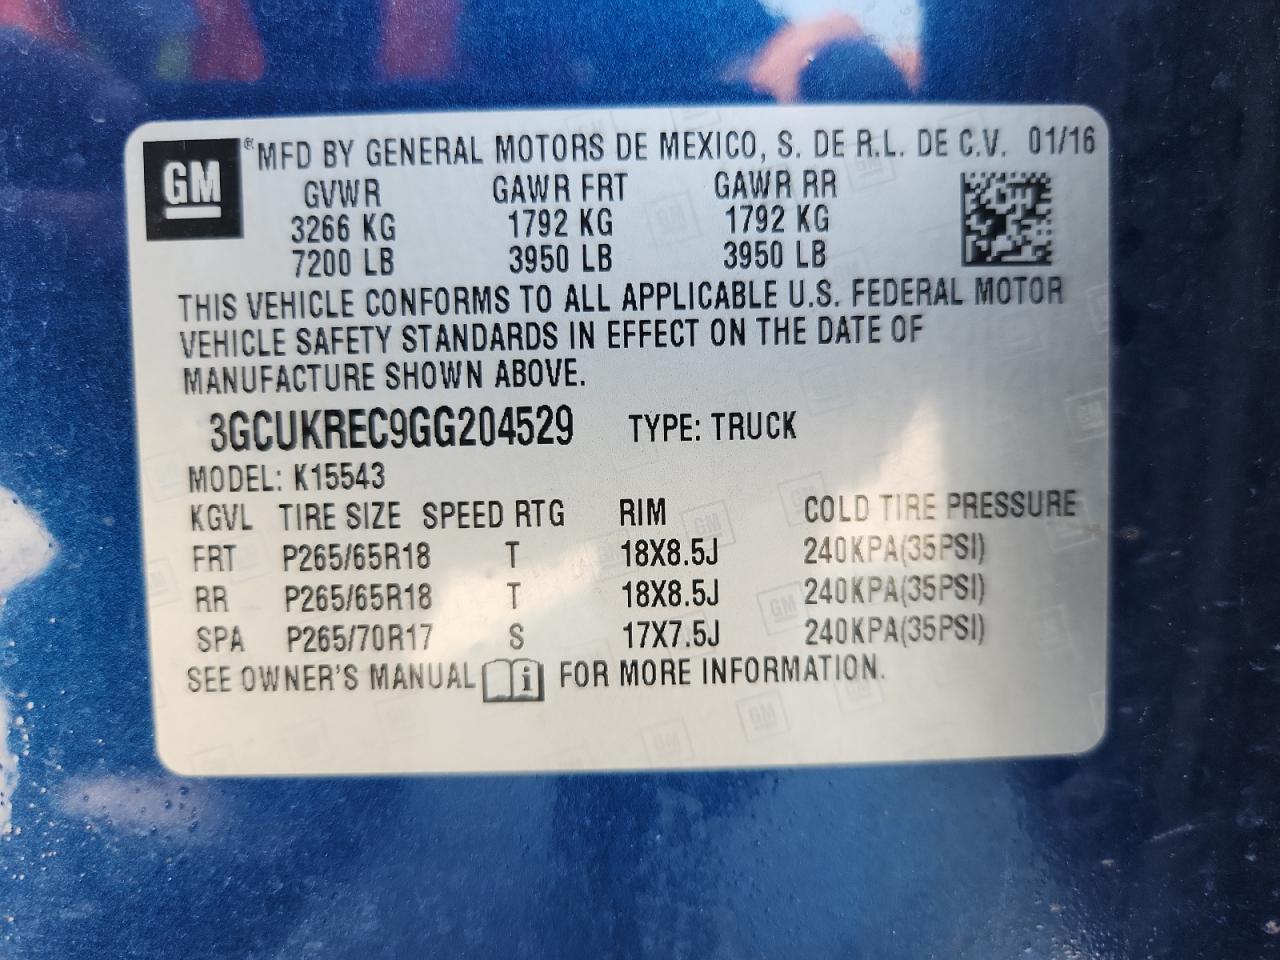 GM ® MFD BY GENERAL MOTORS DE MEXICO, S. DE R.L. DE C.V. 01/16
GVWR GAWR FRT GAWR RR
3266 KG 1792 KG 1792 KG
7200 LB 3950 LB 3950 LB
THIS VEHICLE CONFORMS TO ALL APPLICABLE U.S. FEDERAL MOTOR
VEHICLE SAFETY STANDARDS IN EFFECT ON THE DATE OF
MANUFACTURE SHOWN ABOVE.
3GCUKREC9GG204529 TYPE: TRUCK
MODEL: K15543
KGVL TIRE SIZE SPEED RTG RIM COLD TIRE PRESSURE
FRT P265/65R18 T 18X8.5J 240KPA(35PSI)
RR P265/65R18 T 18X8.5J 240KPA(35PSI)
SPA P265/70R17 S 17X7.5J 240KPA(35PSI)
SEE OWNER'S MANUAL i FOR MORE INFORMATION.